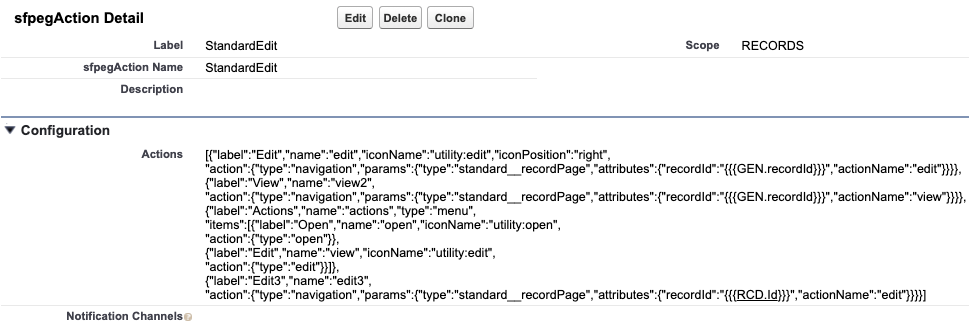 sfpegAction Detail
Edit
Delete
Clone
Label
StandardEdit
Scope
RECORDS
sfpegAction Name
StandardEdit
Description
Configuration
Actions
[{"label":"Edit","name":"edit","iconName":"utility:edit","iconPosition":"right",
"action":{"type":"navigation","params":{"type":"standard__recordPage","attributes":{"recordId":"{{{GEN.recordId}}}","actionName":"edit"}}}},
{"label":"View","name":"view2",
"action":{"type":"navigation","params":{"type":"standard__recordPage","attributes":{"recordId":"{{{GEN.recordId}}}","actionName":"view"}}}},
{"label":"Actions","name":"actions","type":"menu",
"items":[{"label":"Open","name":"open","iconName":"utility:open",
"action":{"type":"open"}},
{"label":"Edit","name":"view","iconName":"utility:edit",
"action":{"type":"edit"}}]},
{"label":"Edit3","name":"edit3",
"action":{"type":"navigation","params":{"type":"standard__recordPage","attributes":{"recordId":"{{{RCD.Id}}}","actionName":"edit"}}}}]
Notification Channels ?